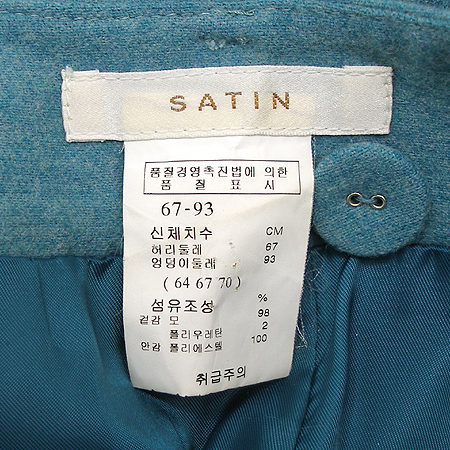 SATIN
품질경영촉진법에 의한
품 질 표 시
67-93
신체치수 CM
허리둘레 67
엉덩이둘레 93
( 64 67 70 )
섬유조성 %
겉감 모 98
폴리우레탄 2
안감 폴리에스텔 100
취급주의